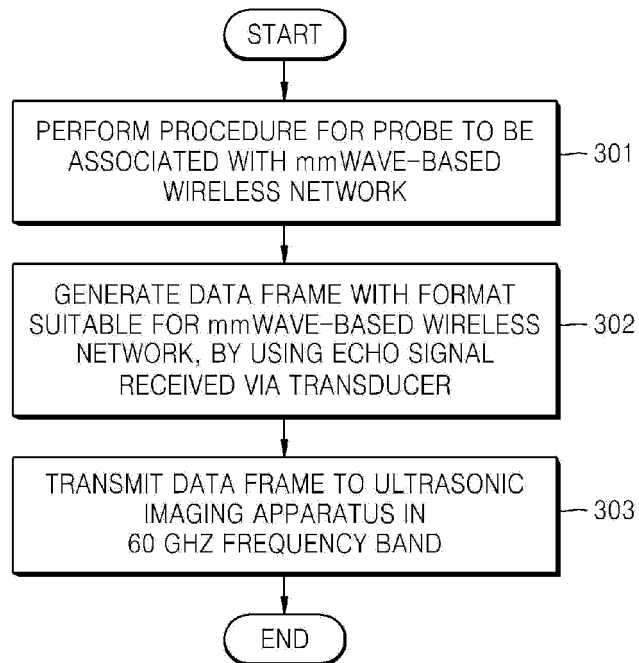 START
PERFORM PROCEDURE FOR PROBE TO BE
ASSOCIATED WITH mmWAVE-BASED
WIRELESS NETWORK
301
GENERATE DATA FRAME WITH FORMAT
SUITABLE FOR mmWAVE-BASED WIRELESS
NETWORK, BY USING ECHO SIGNAL
RECEIVED VIA TRANSDUCER
302
TRANSMIT DATA FRAME TO ULTRASONIC
IMAGING APPARATUS IN
60 GHZ FREQUENCY BAND
303
END